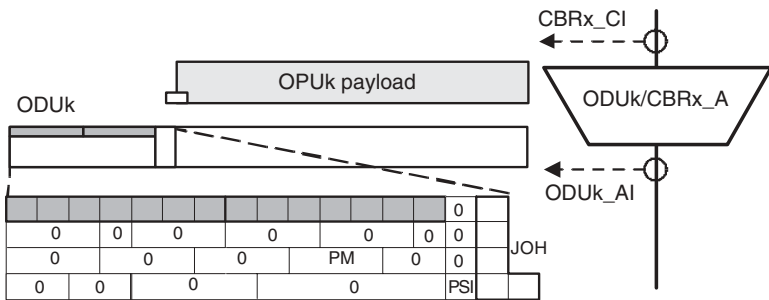 CBRx_CI
OPUk payload
ODUk/CBRx_A
ODUk
ODUk_AI
0
0 0 0 0 0 0 0
JOH
0 0 0 PM 0 0
0 0 0 0 PSI